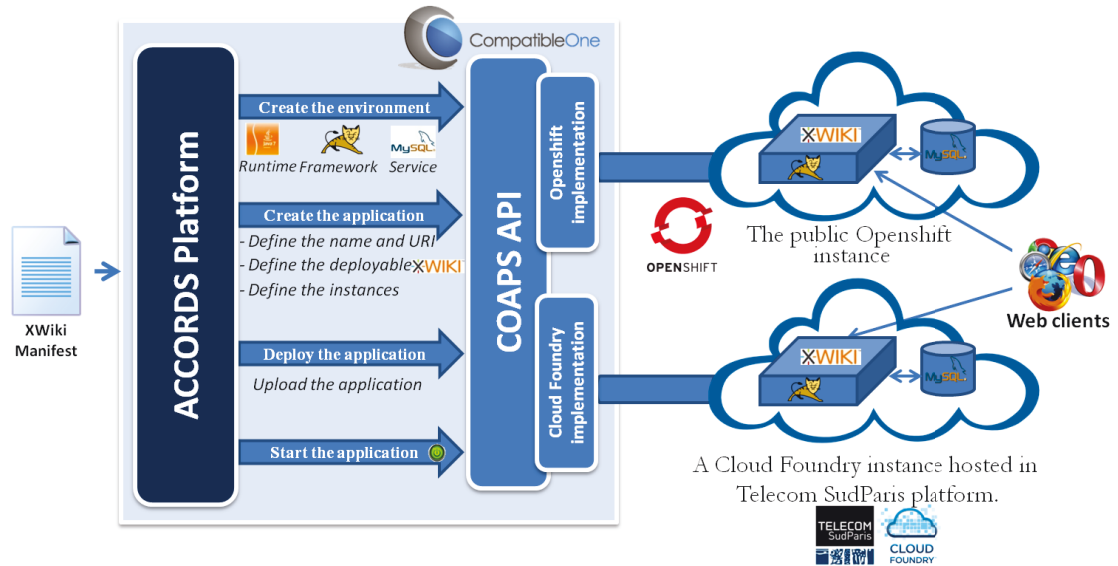 CompatibleOne
XWiki
Manifest
ACCORDS Platform
Create the environment
Runtime
Framework
MySQL
Service
Create the application
- Define the name and URI
- Define the deployable XWIKI
- Define the instances
Deploy the application
Upload the application
Start the application
COAPS API
Openshift
implementation
Cloud Foundry
implementation
OPENSHIFT
XWIKI
MySQL
The public Openshift
instance
Web clients
XWIKI
MySQL
A Cloud Foundry instance hosted in
Telecom SudParis platform.
TELECOM
SudParis
CLOUD
FOUNDRY